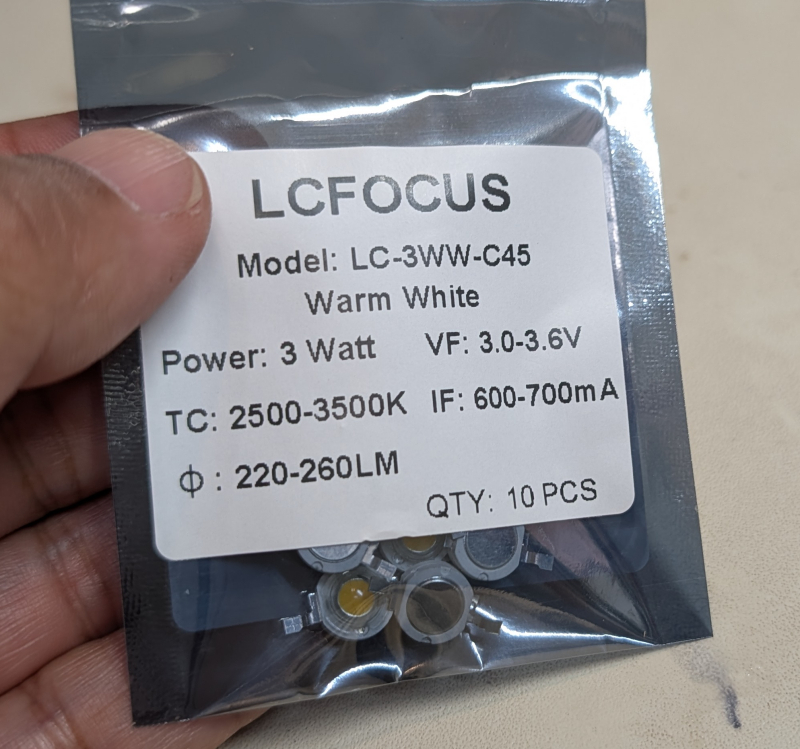 LCFOCUS
Model: LC-3WW-C45
Warm White
Power: 3 Watt VF: 3.0-3.6V
TC: 2500-3500K IF: 600-700mA
Φ : 220-260LM
QTY: 10 PCS